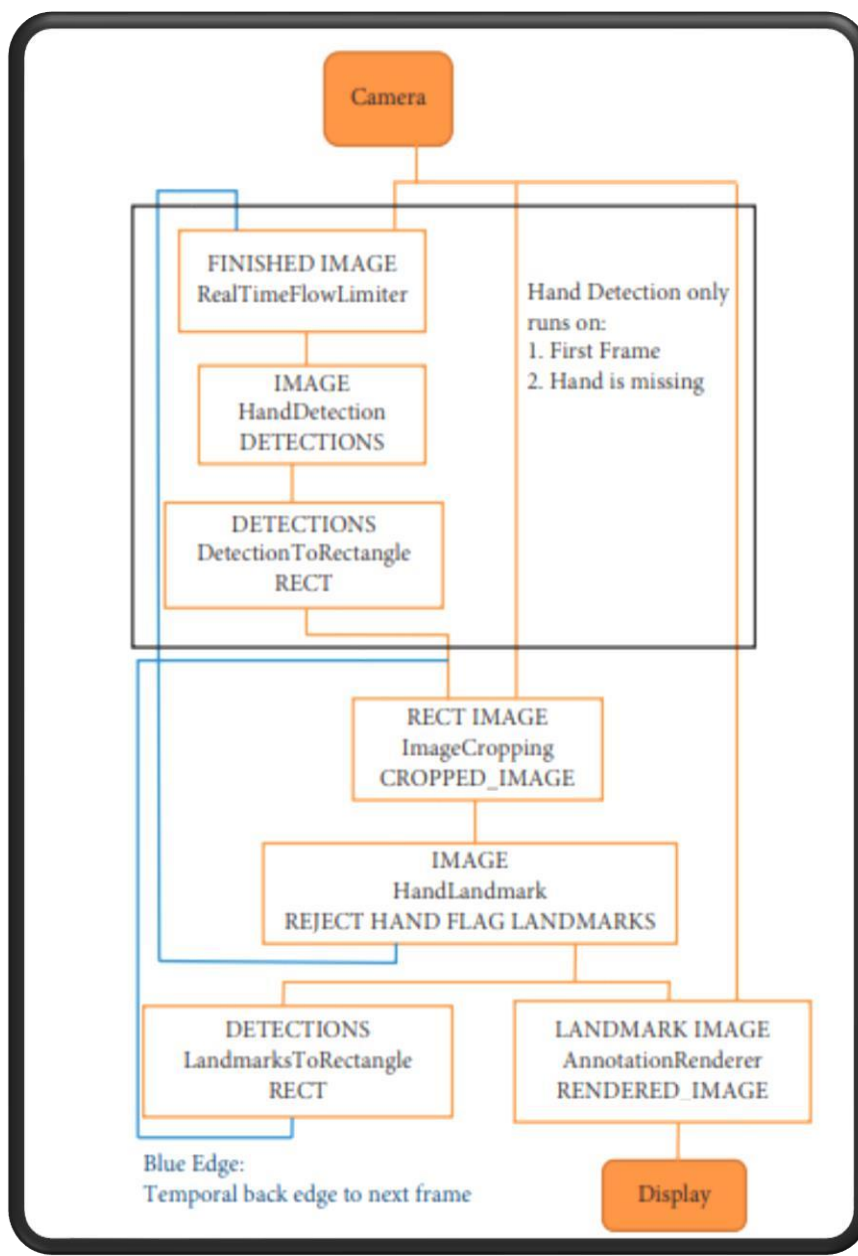 Camera
FINISHED IMAGE
RealTimeFlowLimiter
Hand Detection only
runs on:
1. First Frame
2. Hand is missing
IMAGE
HandDetection
DETECTIONS
DETECTIONS
DetectionToRectangle
RECT
RECT IMAGE
ImageCropping
CROPPED_IMAGE
IMAGE
HandLandmark
REJECT HAND FLAG LANDMARKS
DETECTIONS
LandmarksToRectangle
RECT
LANDMARK IMAGE
AnnotationRenderer
RENDERED_IMAGE
Blue Edge:
Temporal back edge to next frame
Display